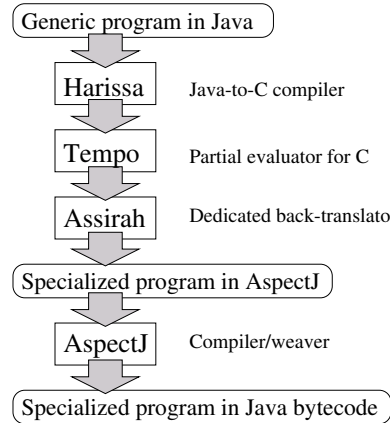 Generic program in Java
Harissa Java-to-C compiler
Tempo Partial evaluator for C
Assirah Dedicated back-translato
Specialized program in AspectJ
AspectJ Compiler/weaver
Specialized program in Java bytecode